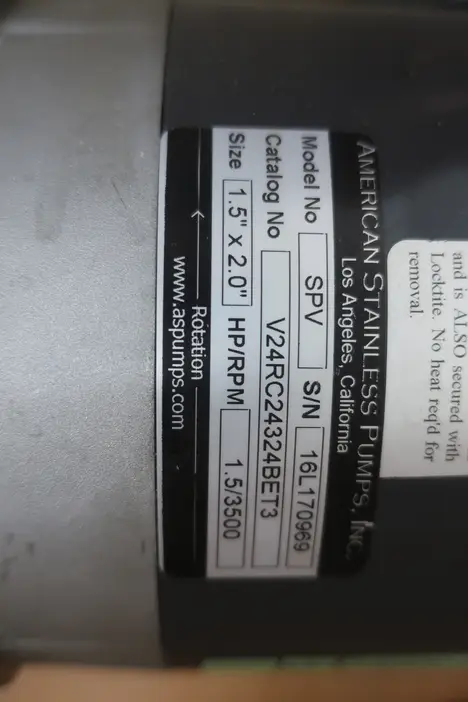 and is ALSO secured with
Locktite. No heat req'd for
removal.
AMERICAN STAINLESS PUMPS, INC.
Los Angeles, California
Model No SPV S/N 16L170969
Catalog No V24RC24324BET3
Size 1.5" x 2.0" HP/RPM 1.5/3500
Rotation
www.aspumps.com